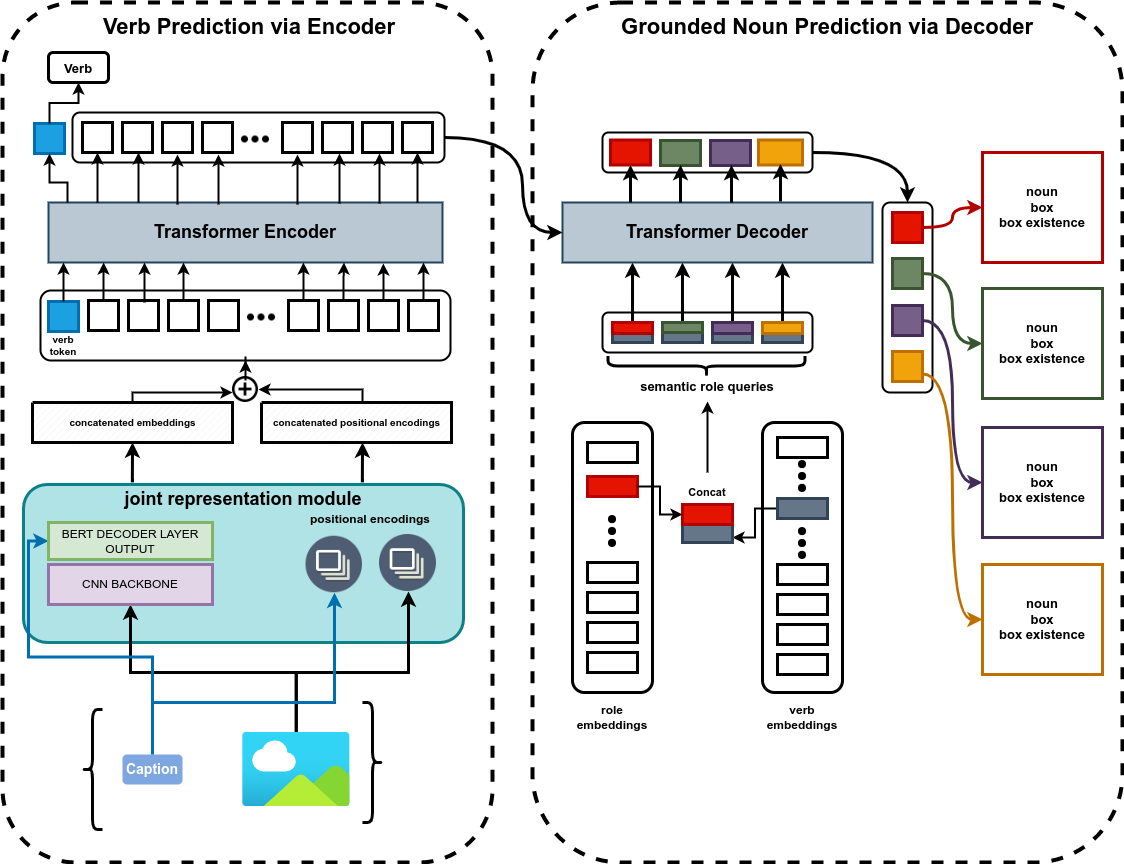 Verb Prediction via Encoder
Verb
Transformer Encoder
verb
token
concatenated embeddings
concatenated positional encodings
joint representation module
BERT DECODER LAYER
OUTPUT
CNN BACKBONE
positional encodings
Caption
Grounded Noun Prediction via Decoder
Transformer Decoder
semantic role queries
Concat
role
embeddings
verb
embeddings
noun
box
box existence
noun
box
box existence
noun
box
box existence
noun
box
box existence